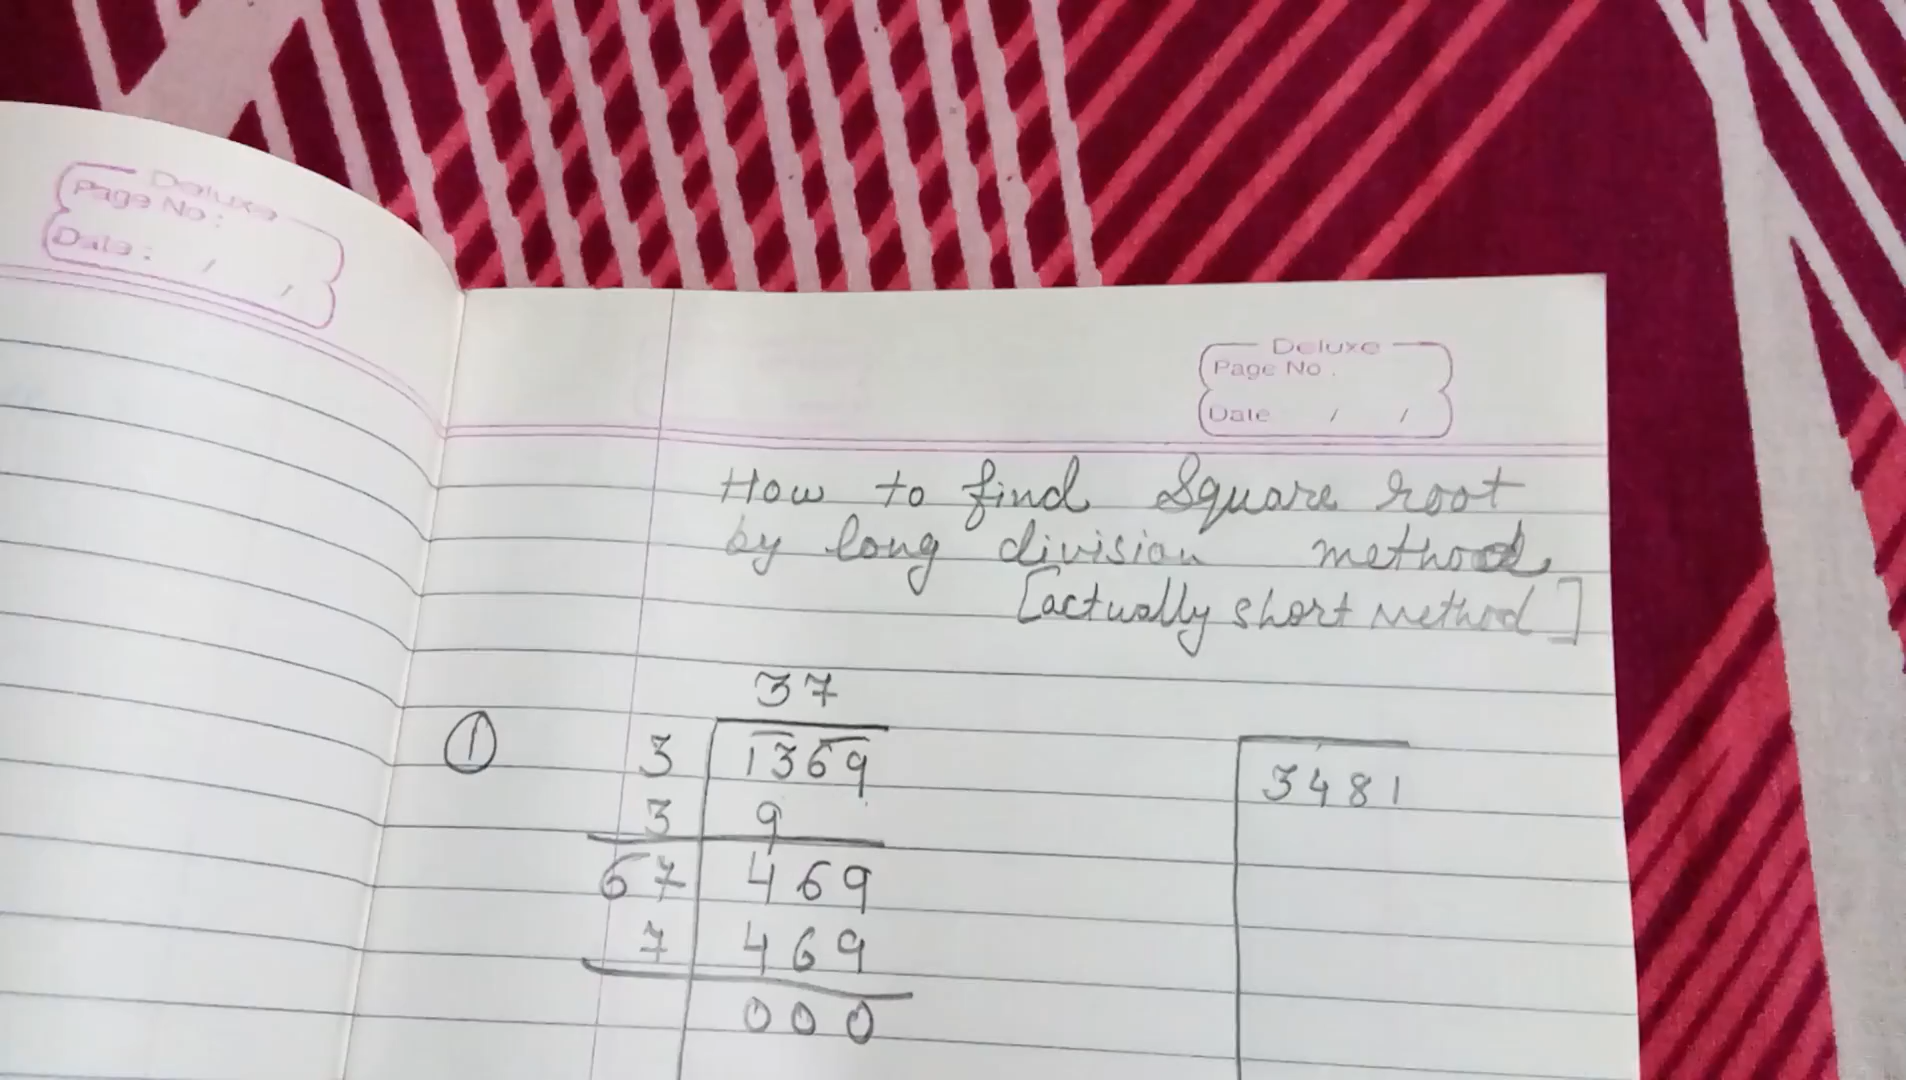 Deluxe
Page No :
Date : / /
Deluxe
Page No .
Date / /
How to find Square root
by long division method
[actually short method]
37
① 3 1369
3 9
67 469
7 469
000
3481